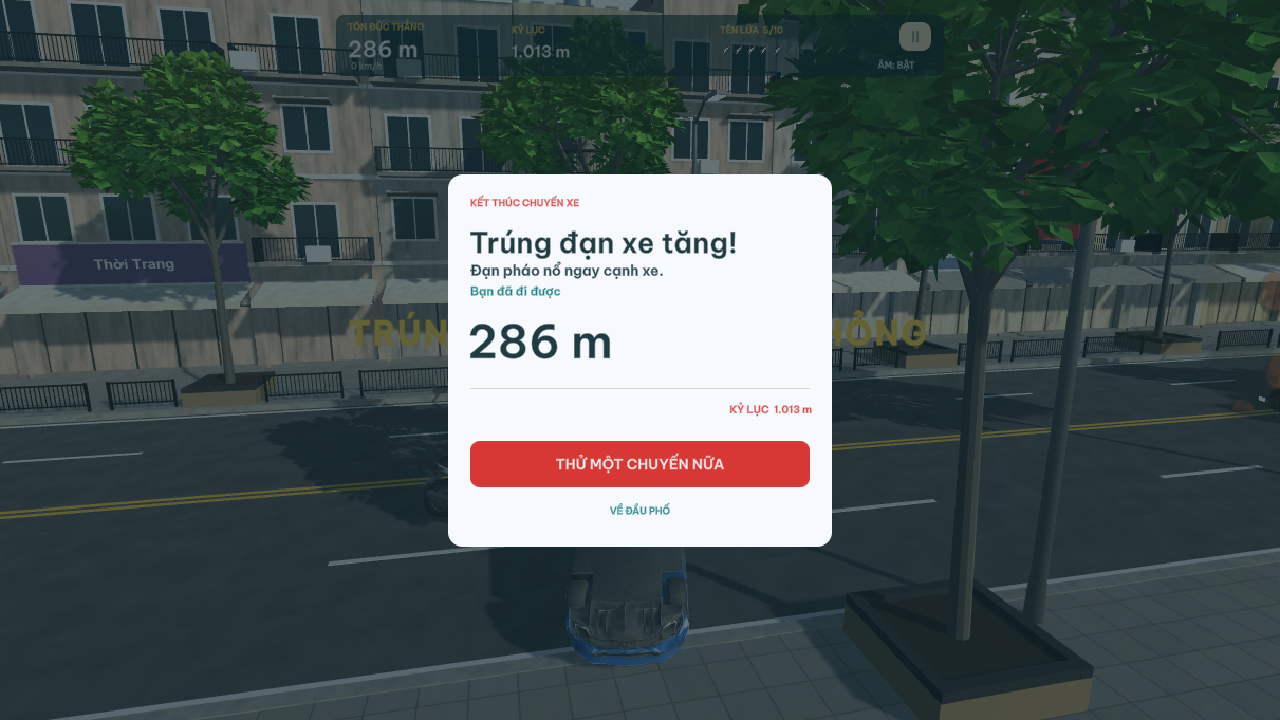 TÔN ĐỨC THẮNG
286 m
0 km/h
KỶ LỤC
1.013 m
TÊN LỬA 5/10
ÂM: BẬT
Thời Trang
KẾT THÚC CHUYẾN XE
Trúng đạn xe tăng!
Đạn pháo nổ ngay cạnh xe.
Bạn đã đi được
286 m
KỶ LỤC 1.013 m
THỬ MỘT CHUYẾN NỮA
VỀ ĐẦU PHỐ